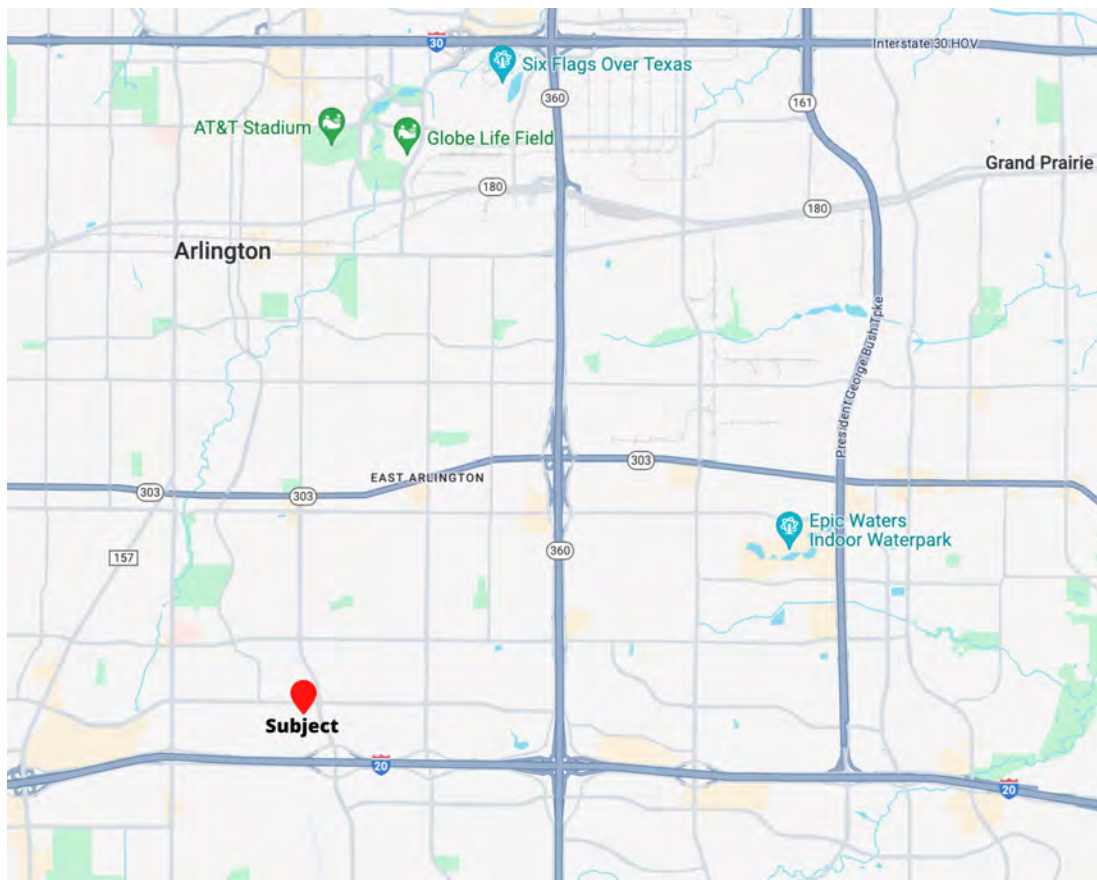 30
Interstate 30 HOV
Six Flags Over Texas
360
161
AT&T Stadium
Globe Life Field
Grand Prairie
180
180
Arlington
President George Bush Tpke
303
EAST ARLINGTON
303
303
Epic Waters
Indoor Waterpark
157
360
Subject
20
20